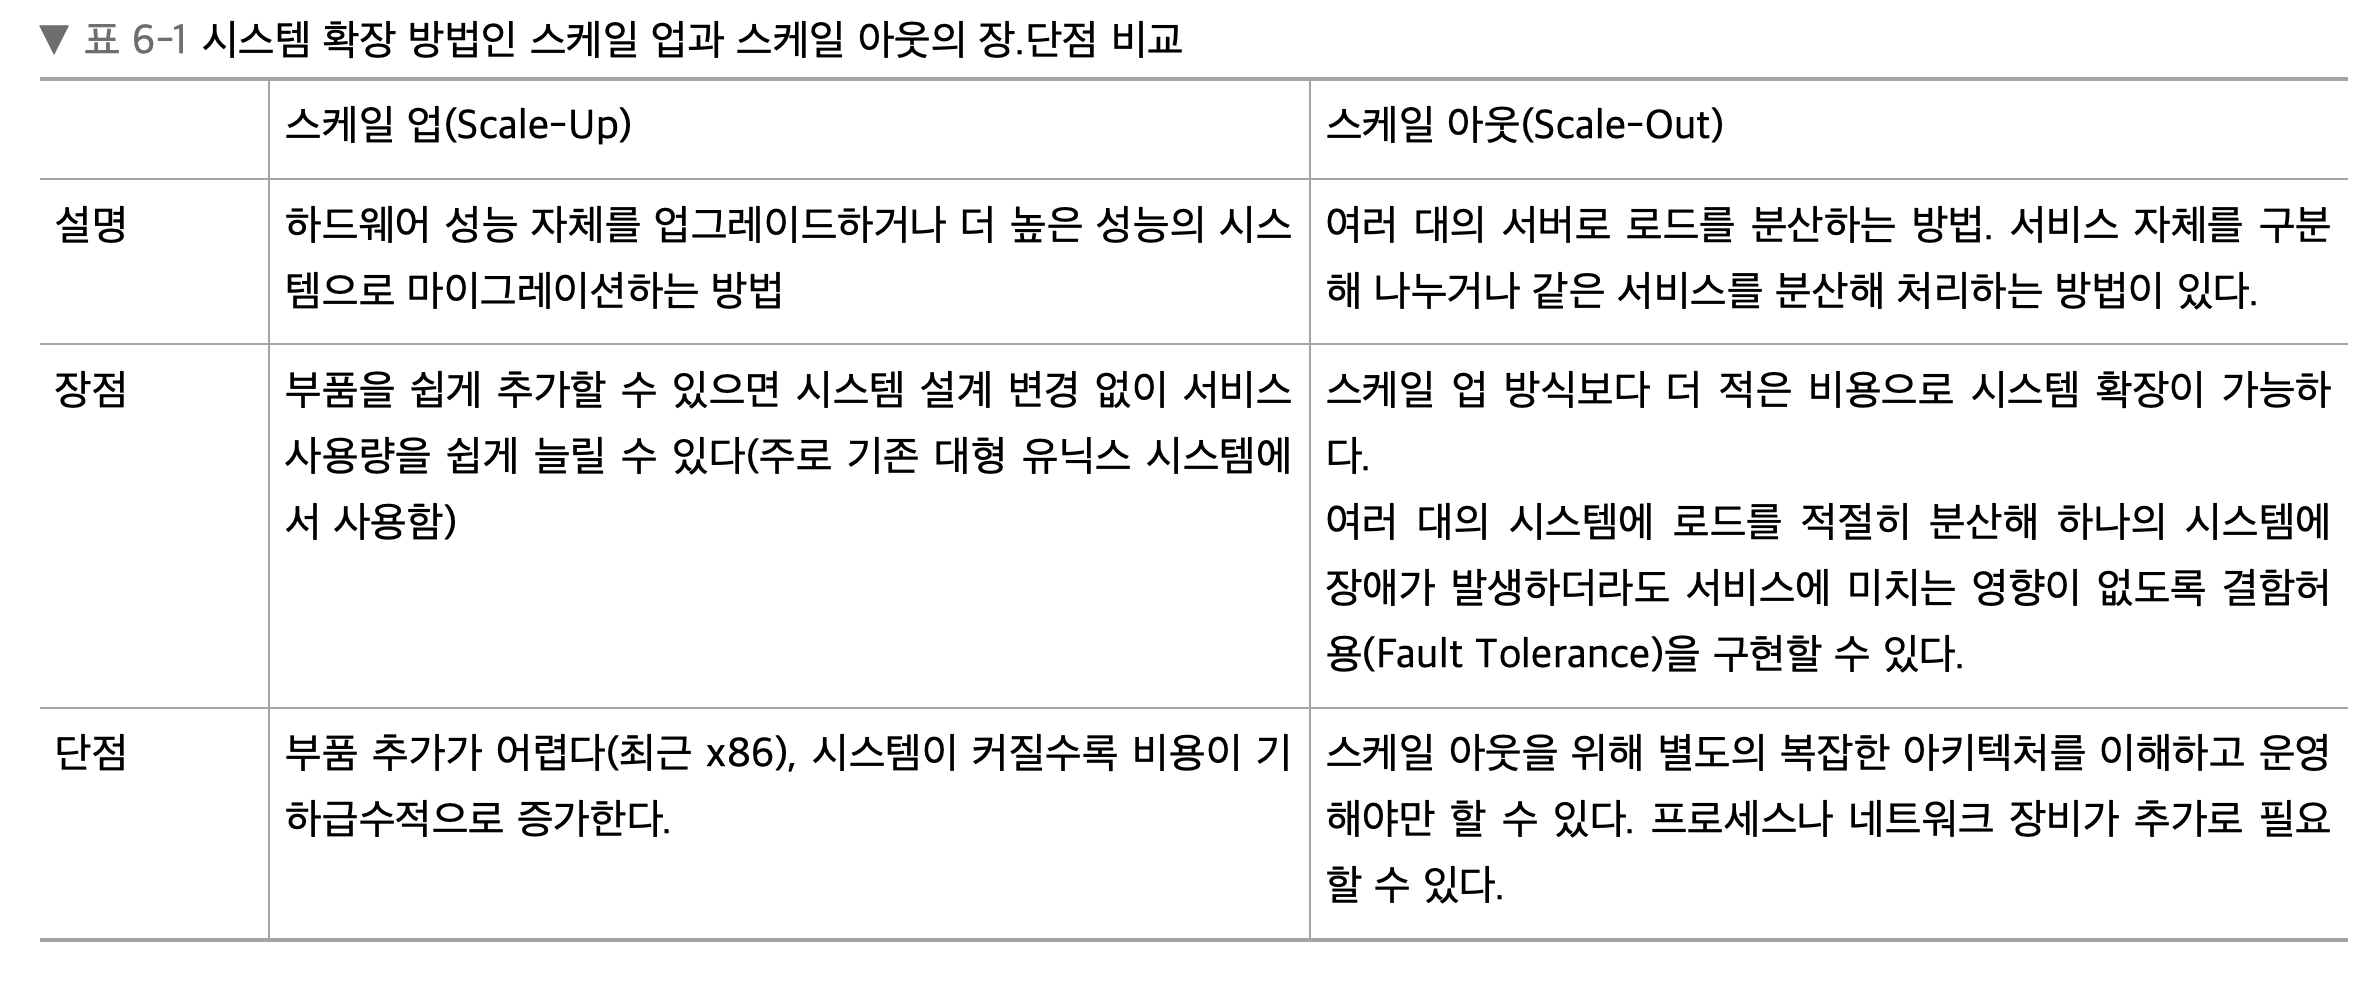 ▼ 표 6-1 시스템 확장 방법인 스케일 업과 스케일 아웃의 장.단점 비교
스케일 업(Scale-Up)
스케일 아웃(Scale-Out)
설명
하드웨어 성능 자체를 업그레이드하거나 더 높은 성능의 시스
템으로 마이그레이션하는 방법
여러 대의 서버로 로드를 분산하는 방법. 서비스 자체를 구분
해 나누거나 같은 서비스를 분산해 처리하는 방법이 있다.
장점
부품을 쉽게 추가할 수 있으면 시스템 설계 변경 없이 서비스
사용량을 쉽게 늘릴 수 있다(주로 기존 대형 유닉스 시스템에
서 사용함)
스케일 업 방식보다 더 적은 비용으로 시스템 확장이 가능하
다.
여러 대의 시스템에 로드를 적절히 분산해 하나의 시스템에
장애가 발생하더라도 서비스에 미치는 영향이 없도록 결함허
용(Fault Tolerance)을 구현할 수 있다.
단점
부품 추가가 어렵다(최근 x86), 시스템이 커질수록 비용이 기
하급수적으로 증가한다.
스케일 아웃을 위해 별도의 복잡한 아키텍처를 이해하고 운영
해야만 할 수 있다. 프로세스나 네트워크 장비가 추가로 필요
할 수 있다.